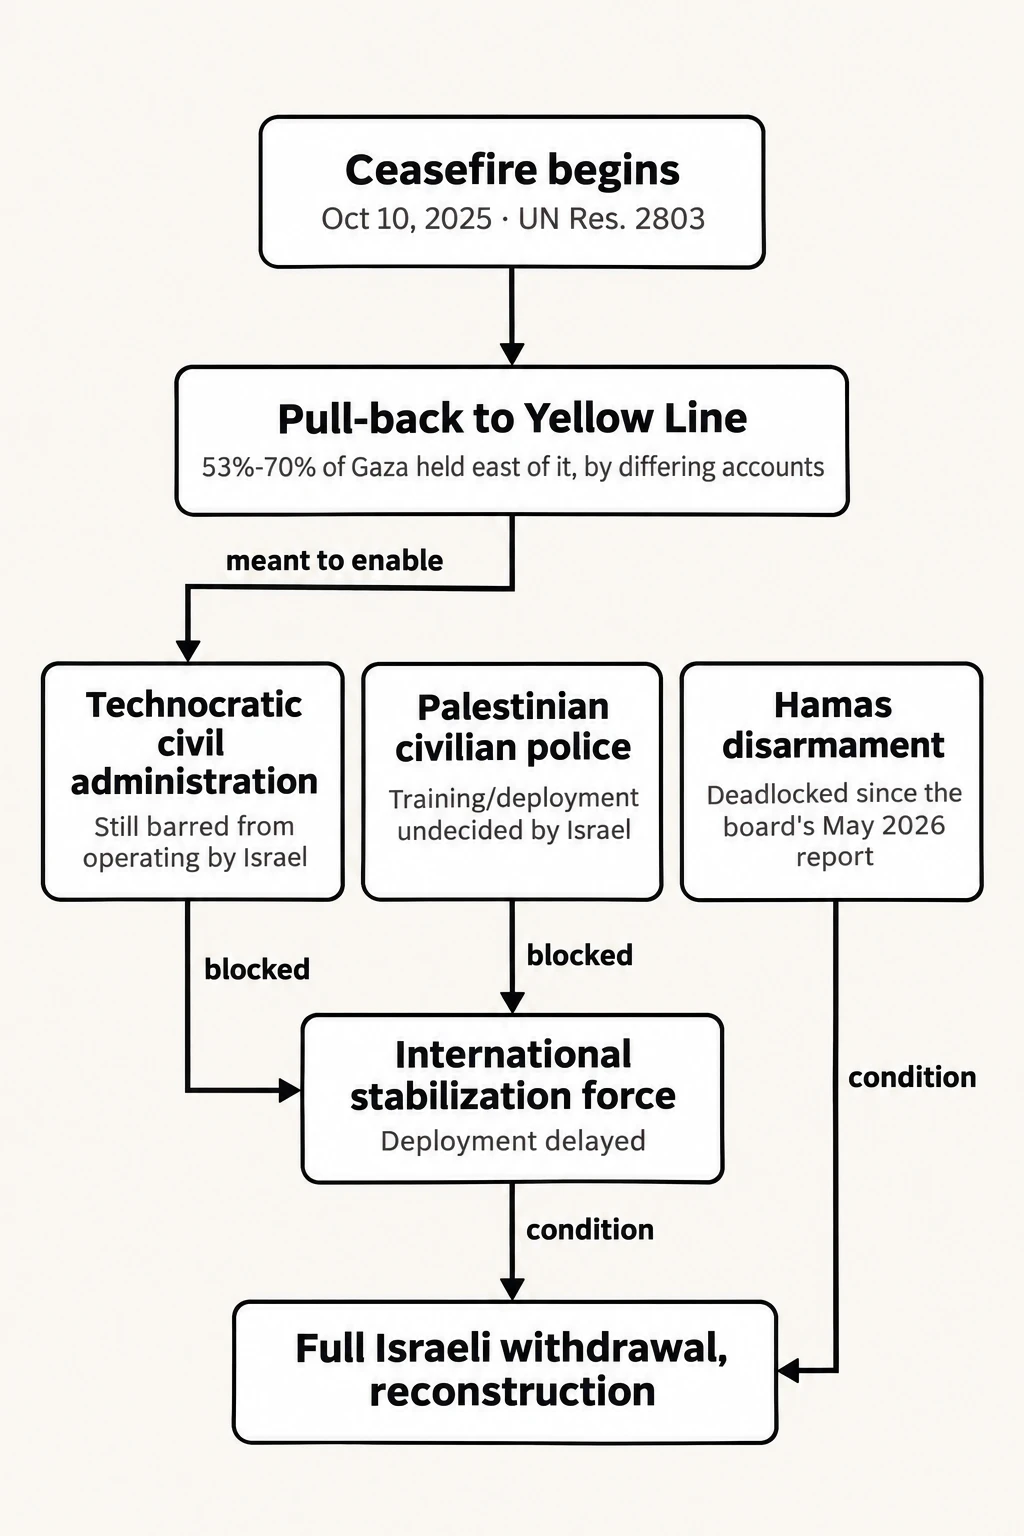 Ceasefire begins
Oct 10, 2025 · UN Res. 2803
Pull-back to Yellow Line
53%-70% of Gaza held east of it, by differing accounts
meant to enable
Technocratic
civil
administration
Still barred from
operating by Israel
Palestinian
civilian police
Training/deployment
undecided by Israel
Hamas
disarmament
Deadlocked since the
board's May 2026
report
blocked
blocked
International
stabilization force
Deployment delayed
condition
condition
Full Israeli withdrawal,
reconstruction